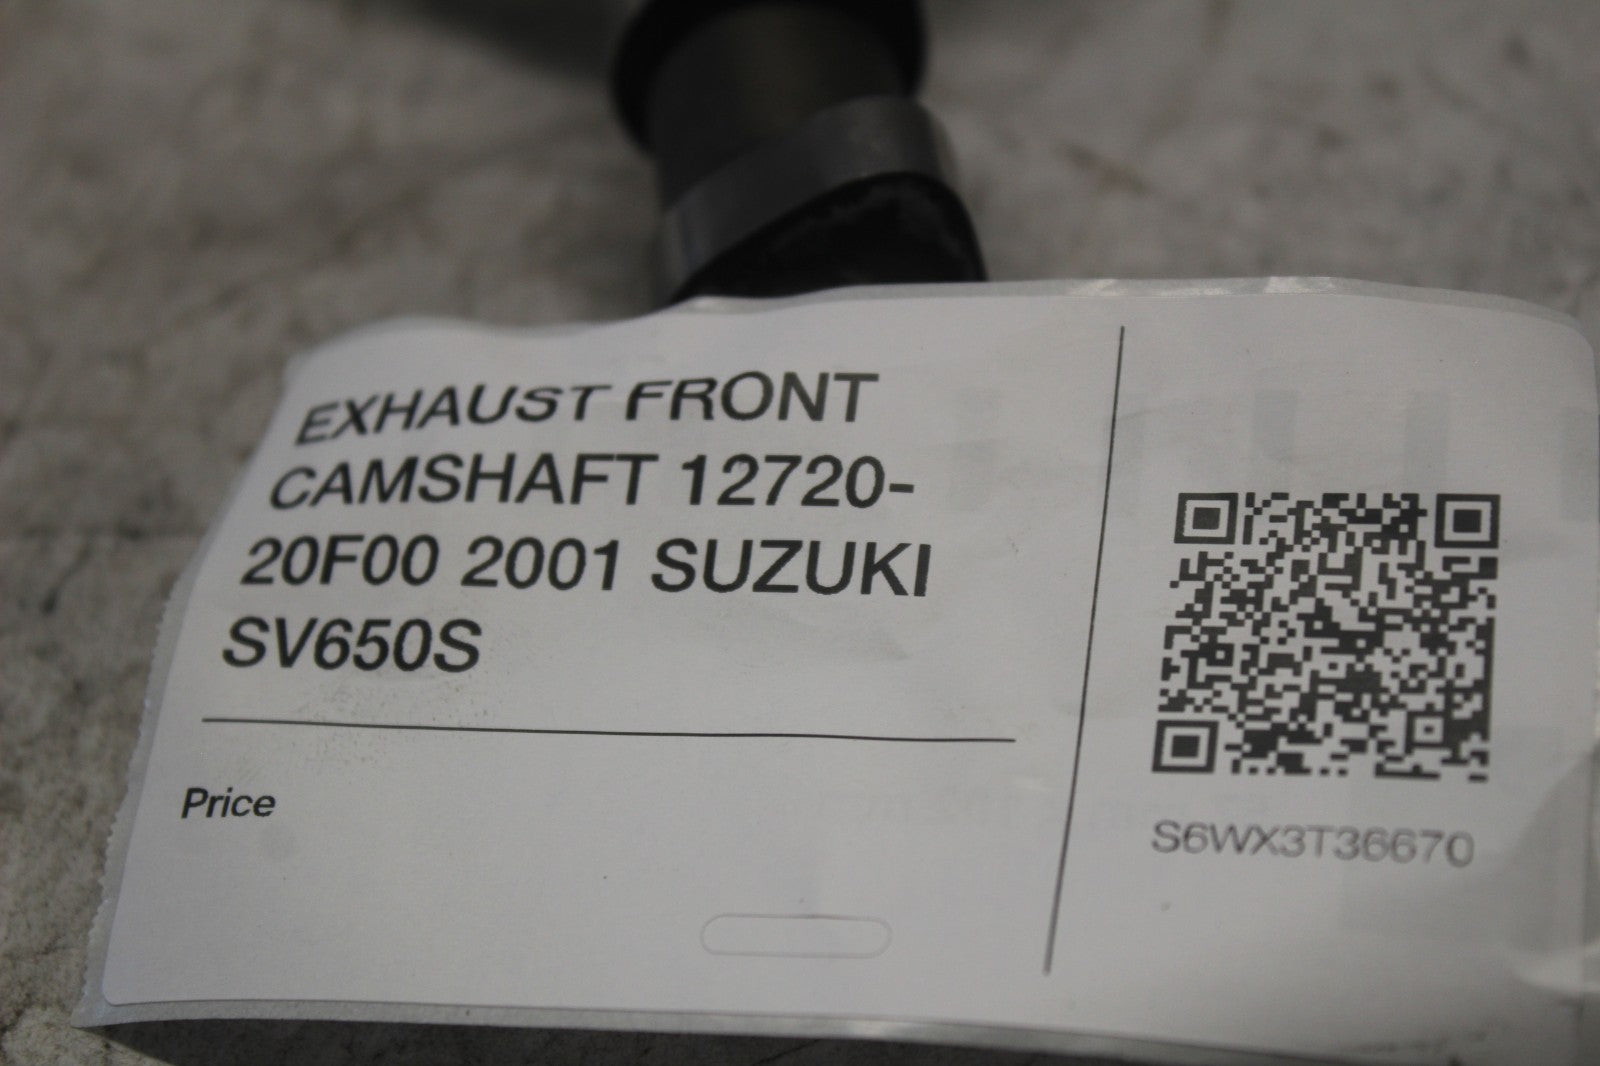 EXHAUST FRONT
CAMSHAFT 12720-
20F00 2001 SUZUKI
SV650S
Price
S6WX3T36670